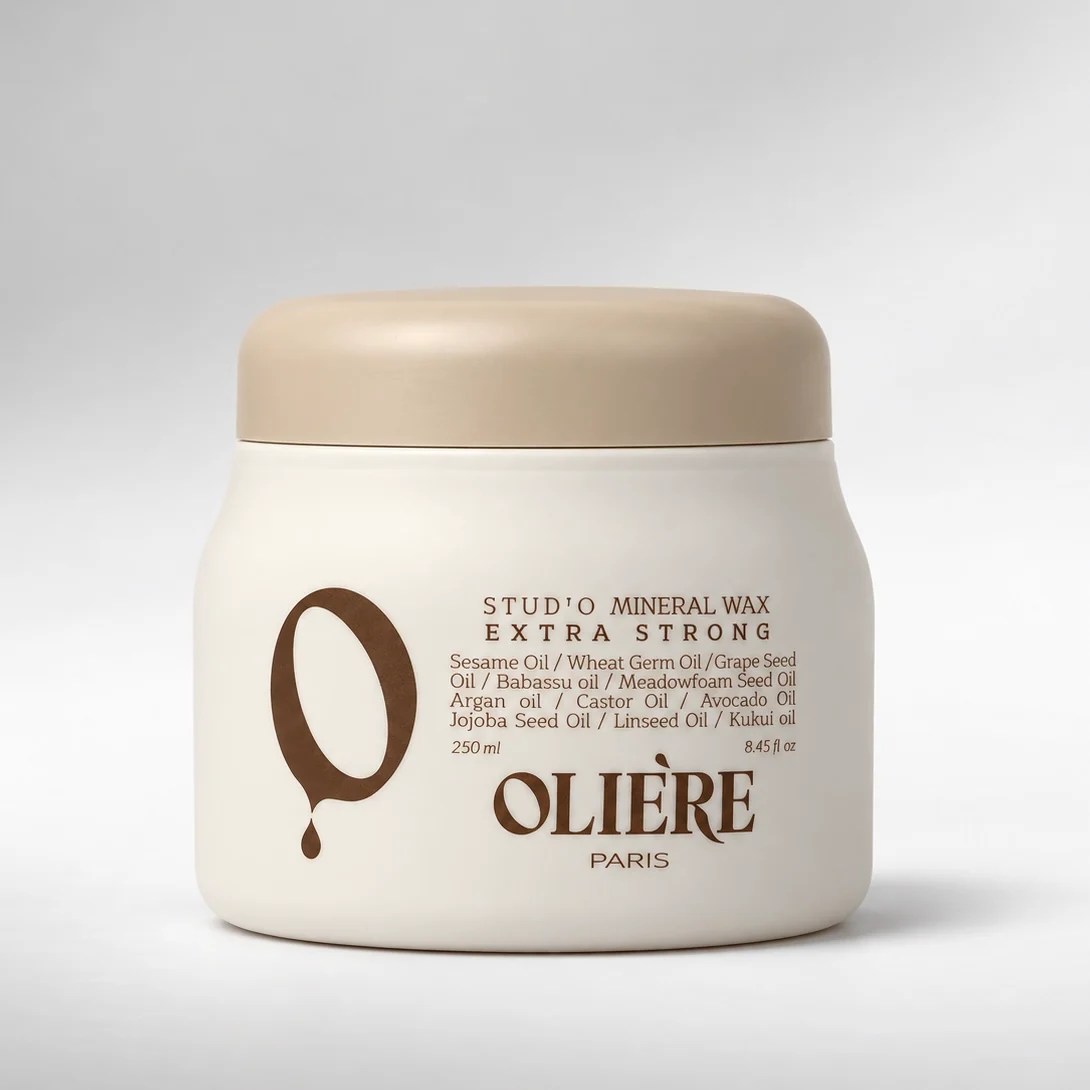 O
STUD'O MINERAL WAX
EXTRA STRONG
Sesame Oil / Wheat Germ Oil /Grape Seed
Oil / Babassu oil / Meadowfoam Seed Oil
Argan oil / Castor Oil / Avocado Oil
Jojoba Seed Oil / Linseed Oil / Kukui oil
250 ml 8.45 fl oz
OLIÈRE
PARIS